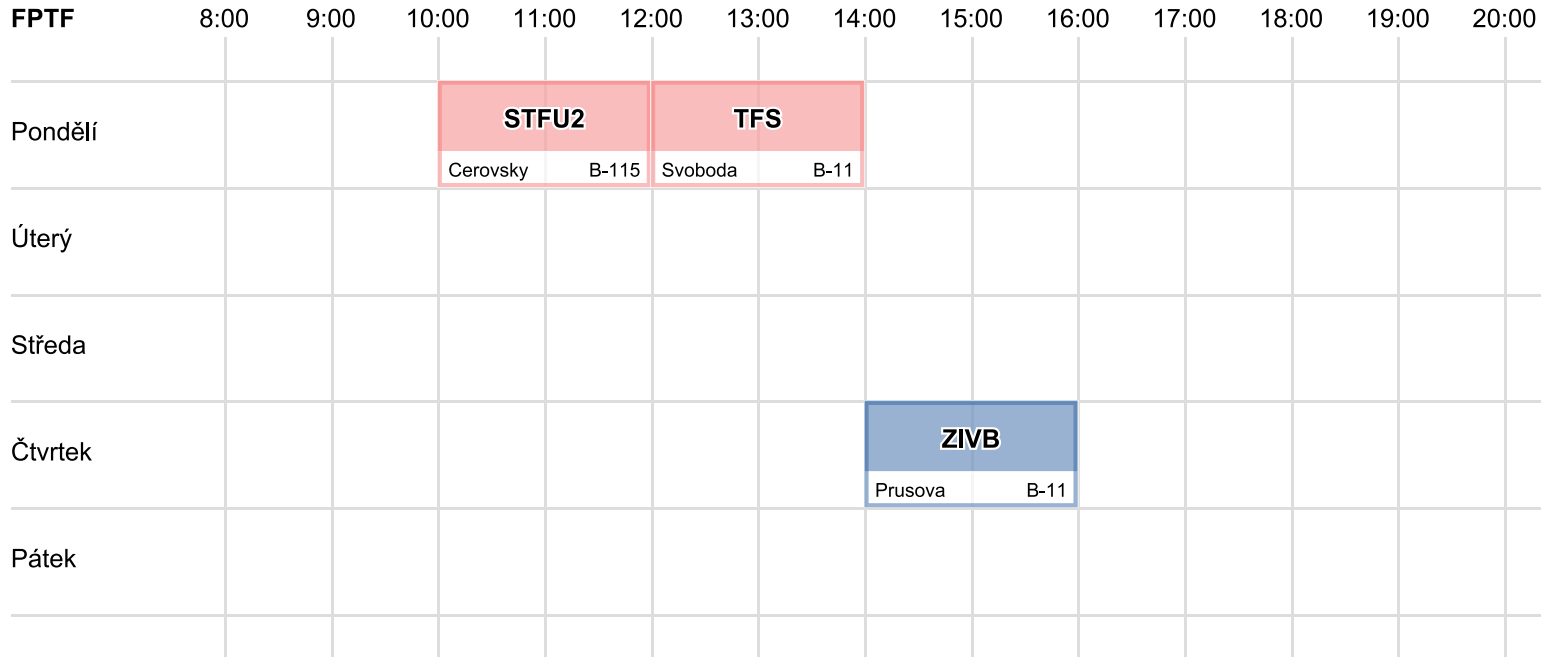 FPTF 8:00 9:00 10:00 11:00 12:00 13:00 14:00 15:00 16:00 17:00 18:00 19:00 20:00
Pondělí
STFU2 TFS
Cerovsky B-115 Svoboda B-11
Úterý
Středa
Čtvrtek
ZIVB
Prusova B-11
Pátek